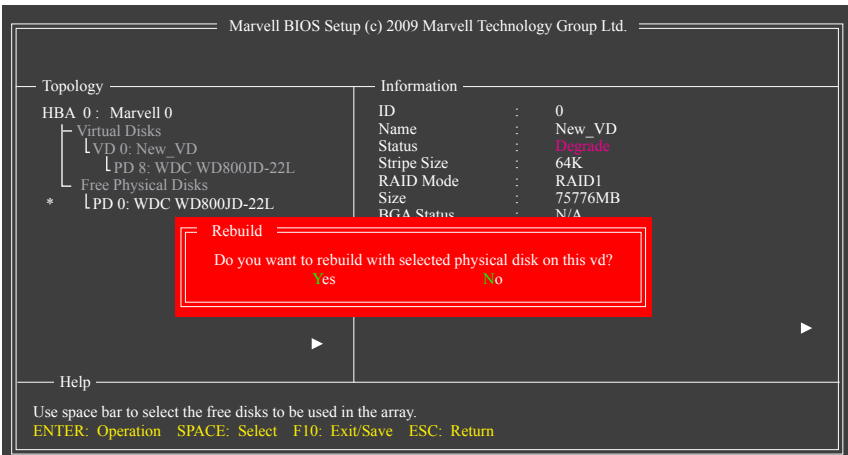 Marvell BIOS Setup (c) 2009 Marvell Technology Group Ltd.
Topology
HBA 0 : Marvell 0
Virtual Disks
VD 0: New_VD
PD 8: WDC WD800JD-22L
Free Physical Disks
* PD 0: WDC WD800JD-22L
Information
ID : 0
Name : New_VD
Status : Degrade
Stripe Size : 64K
RAID Mode : RAID1
Size : 75776MB
BGA Status : N/A
Rebuild
Do you want to rebuild with selected physical disk on this vd?
Yes No
Help
Use space bar to select the free disks to be used in the array.
ENTER: Operation SPACE: Select F10: Exit/Save ESC: Return